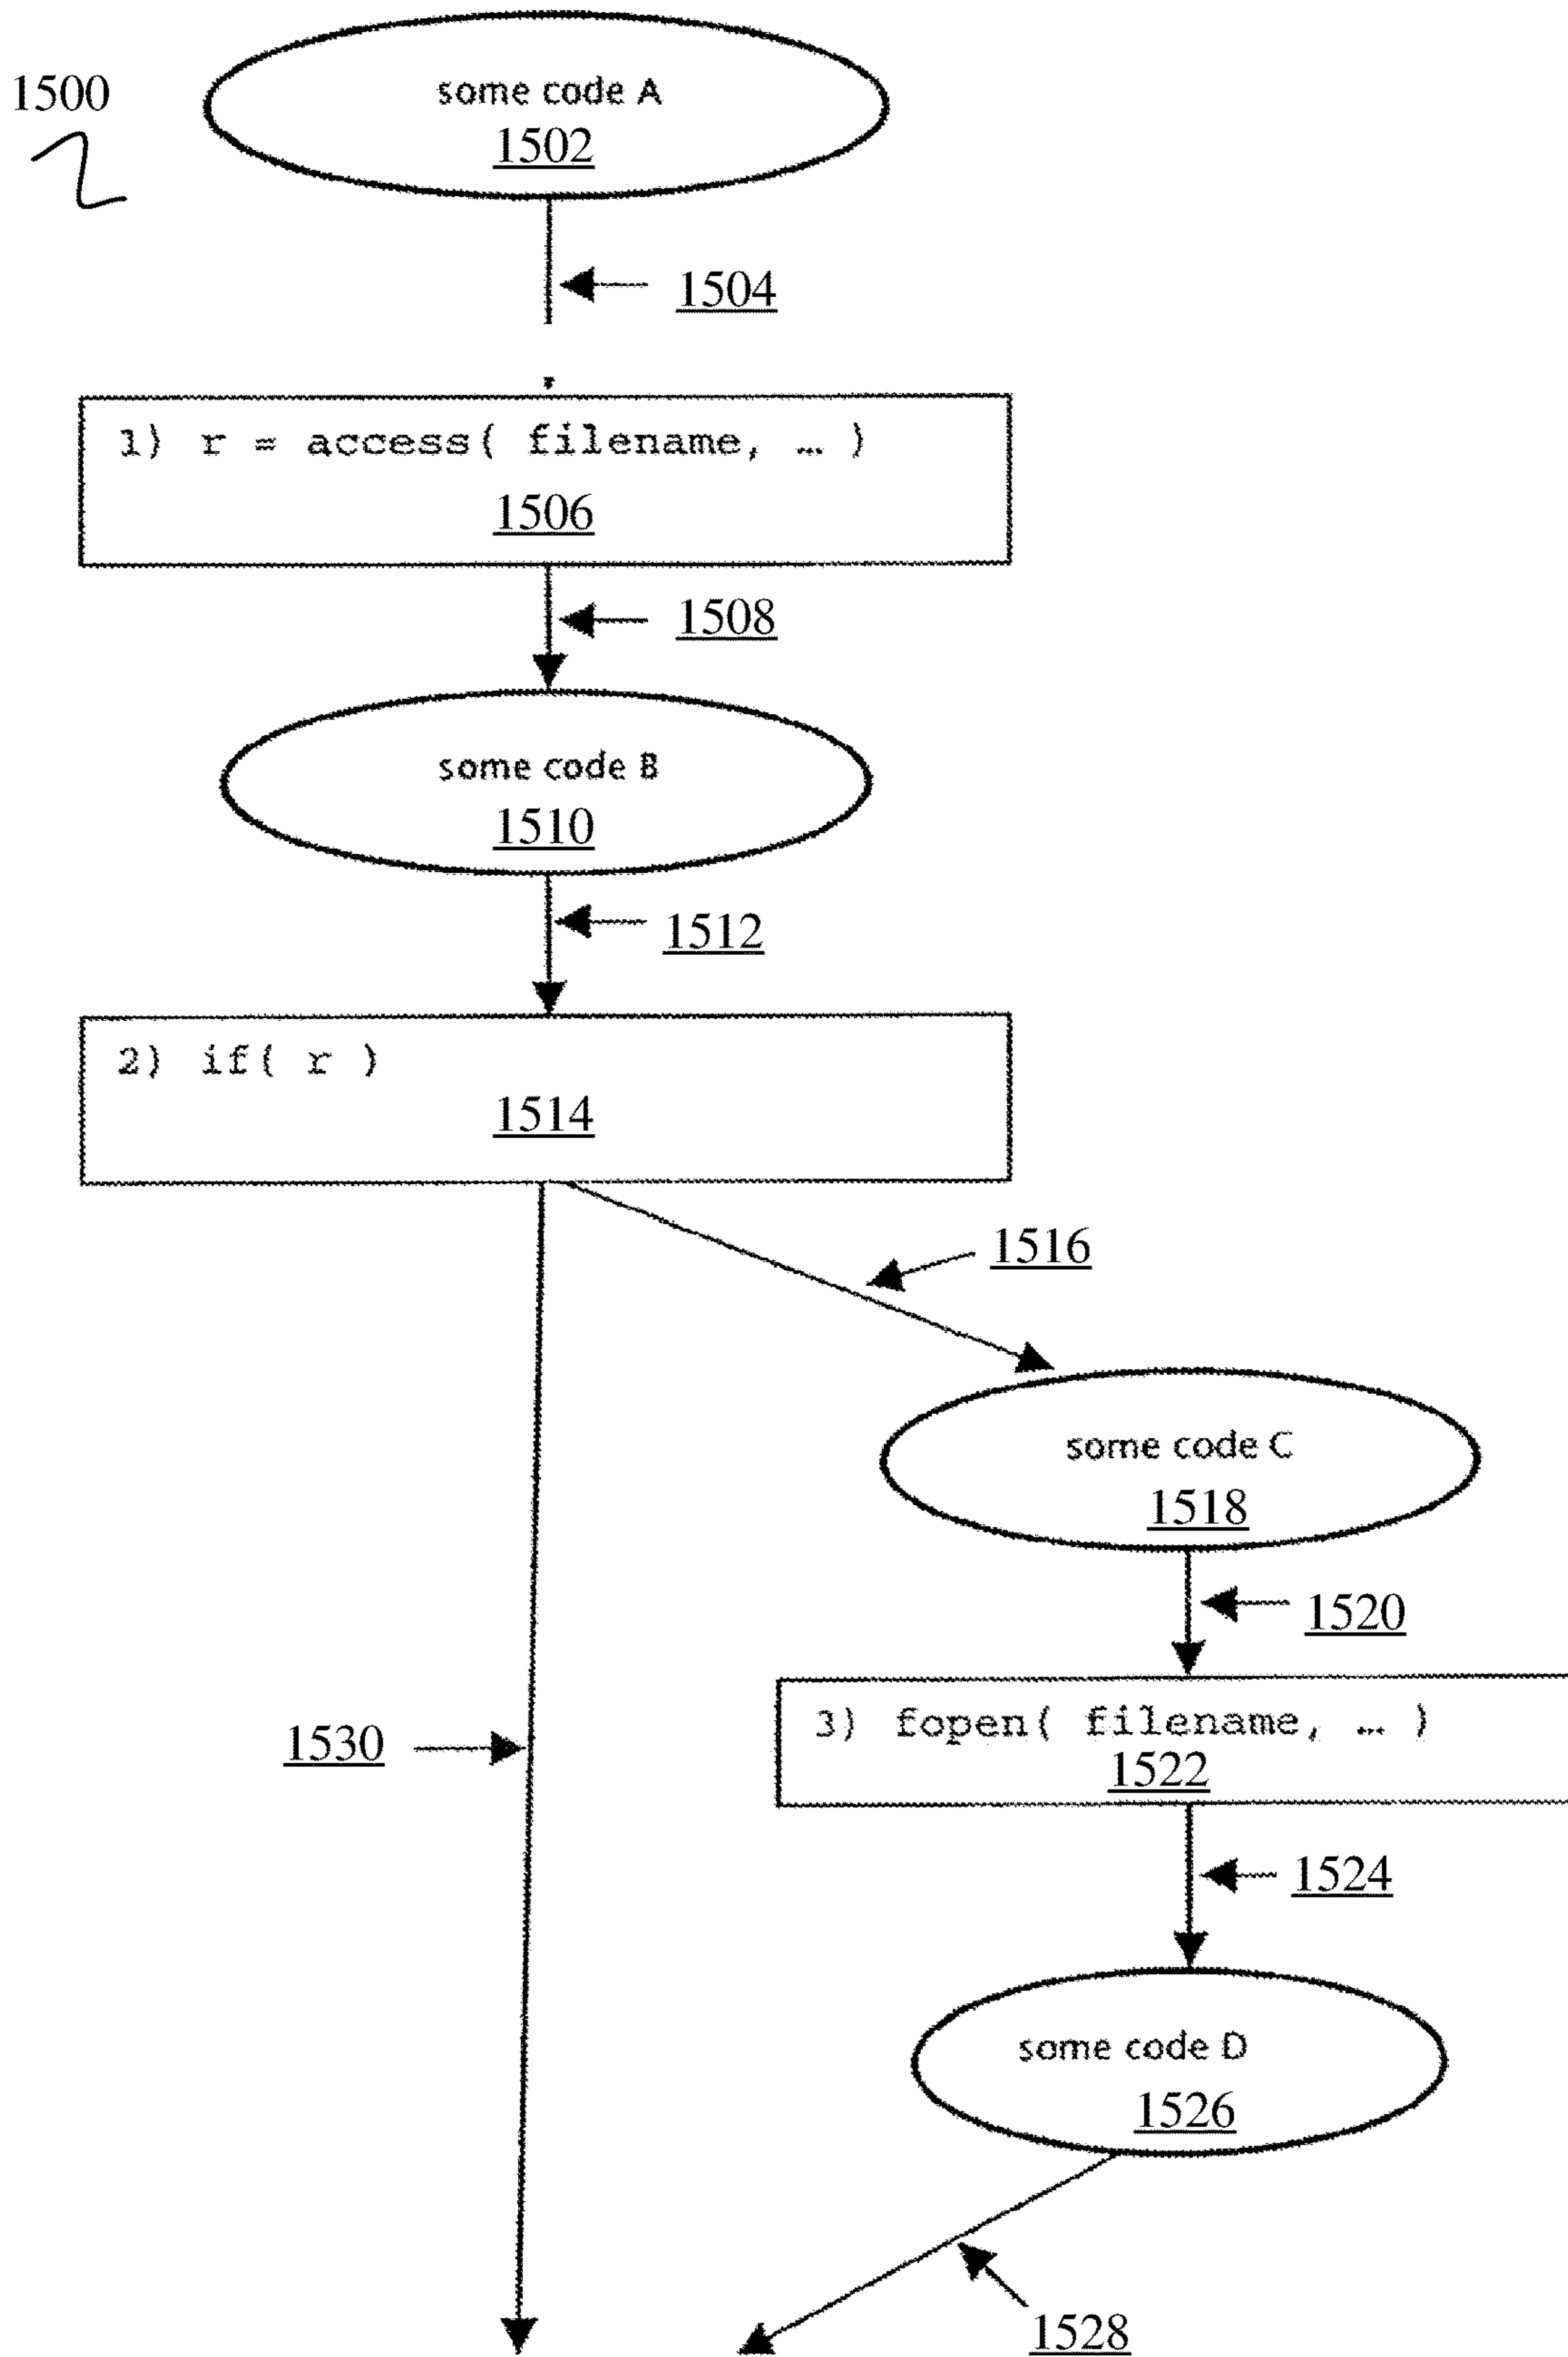 1500
some code A
1502
1504
1) r = access( filename, … )
1506
1508
some code B
1510
1512
2) if( r )
1514
1516
some code C
1518
1520
3) fopen( filename, … )
1522
1530
1524
some code D
1526
1528